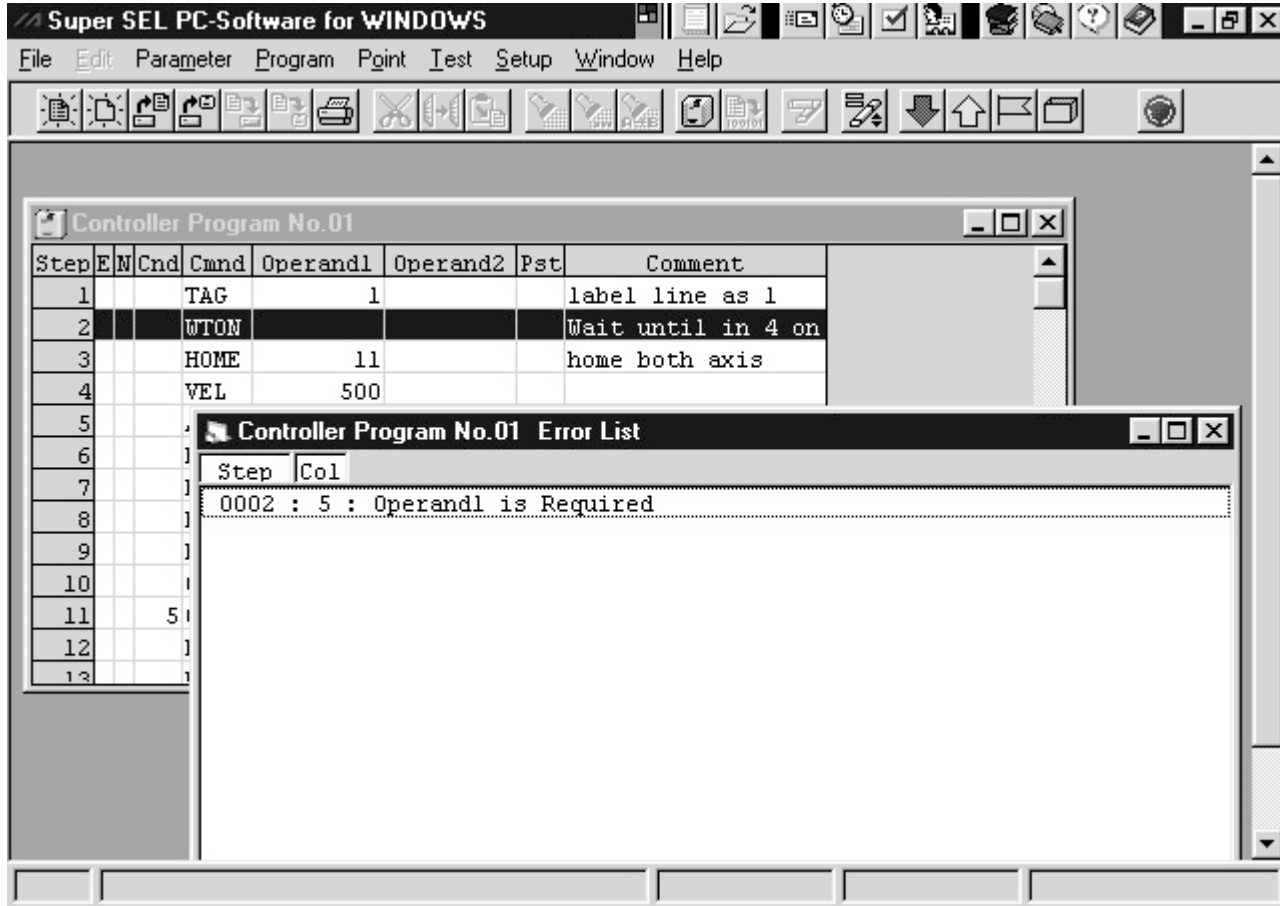 Super SEL PC-Software for WINDOWS
File Edit Parameter Program Point Test Setup Window Help
Controller Program No.01
Step E N Cnd Cmnd Operand1 Operand2 Pst Comment
1 TAG 1 label line as 1
2 WTON Wait until in 4 on
3 HOME 11 home both axis
4 VEL 500
5
6
7
8
9
10
11 5
12
13
Controller Program No.01 Error List
Step Col
0002 : 5 : Operand1 is Required